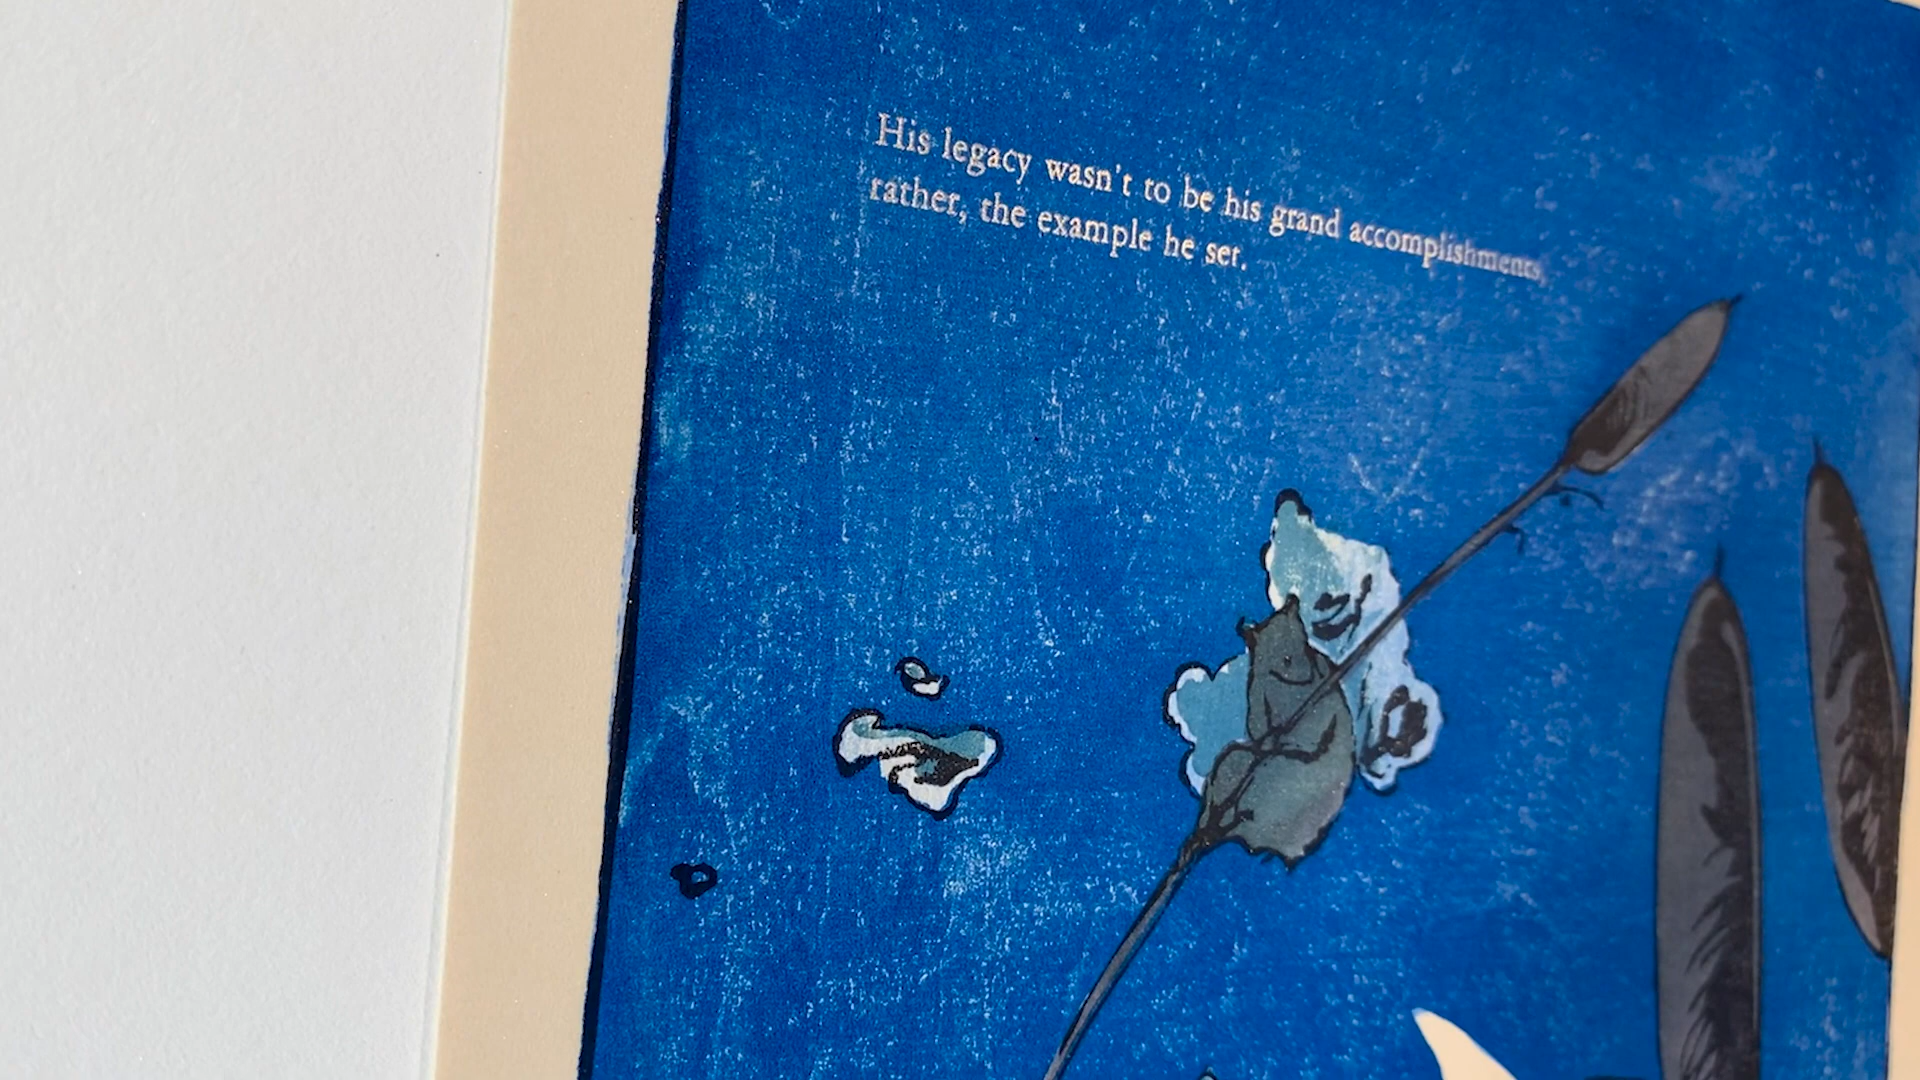 His legacy wasn't to be his grand accomplishments,
rather, the example he set.